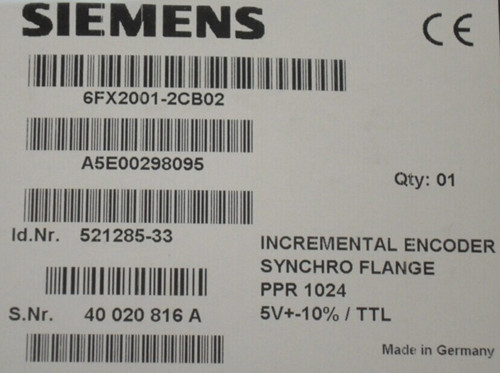 SIEMENS
CE
6FX2001-2CB02
A5E00298095
Qty: 01
Id.Nr. 521285-33
INCREMENTAL ENCODER
SYNCHRO FLANGE
PPR 1024
S.Nr. 40 020 816 A
5V+-10% / TTL
Made in Germany